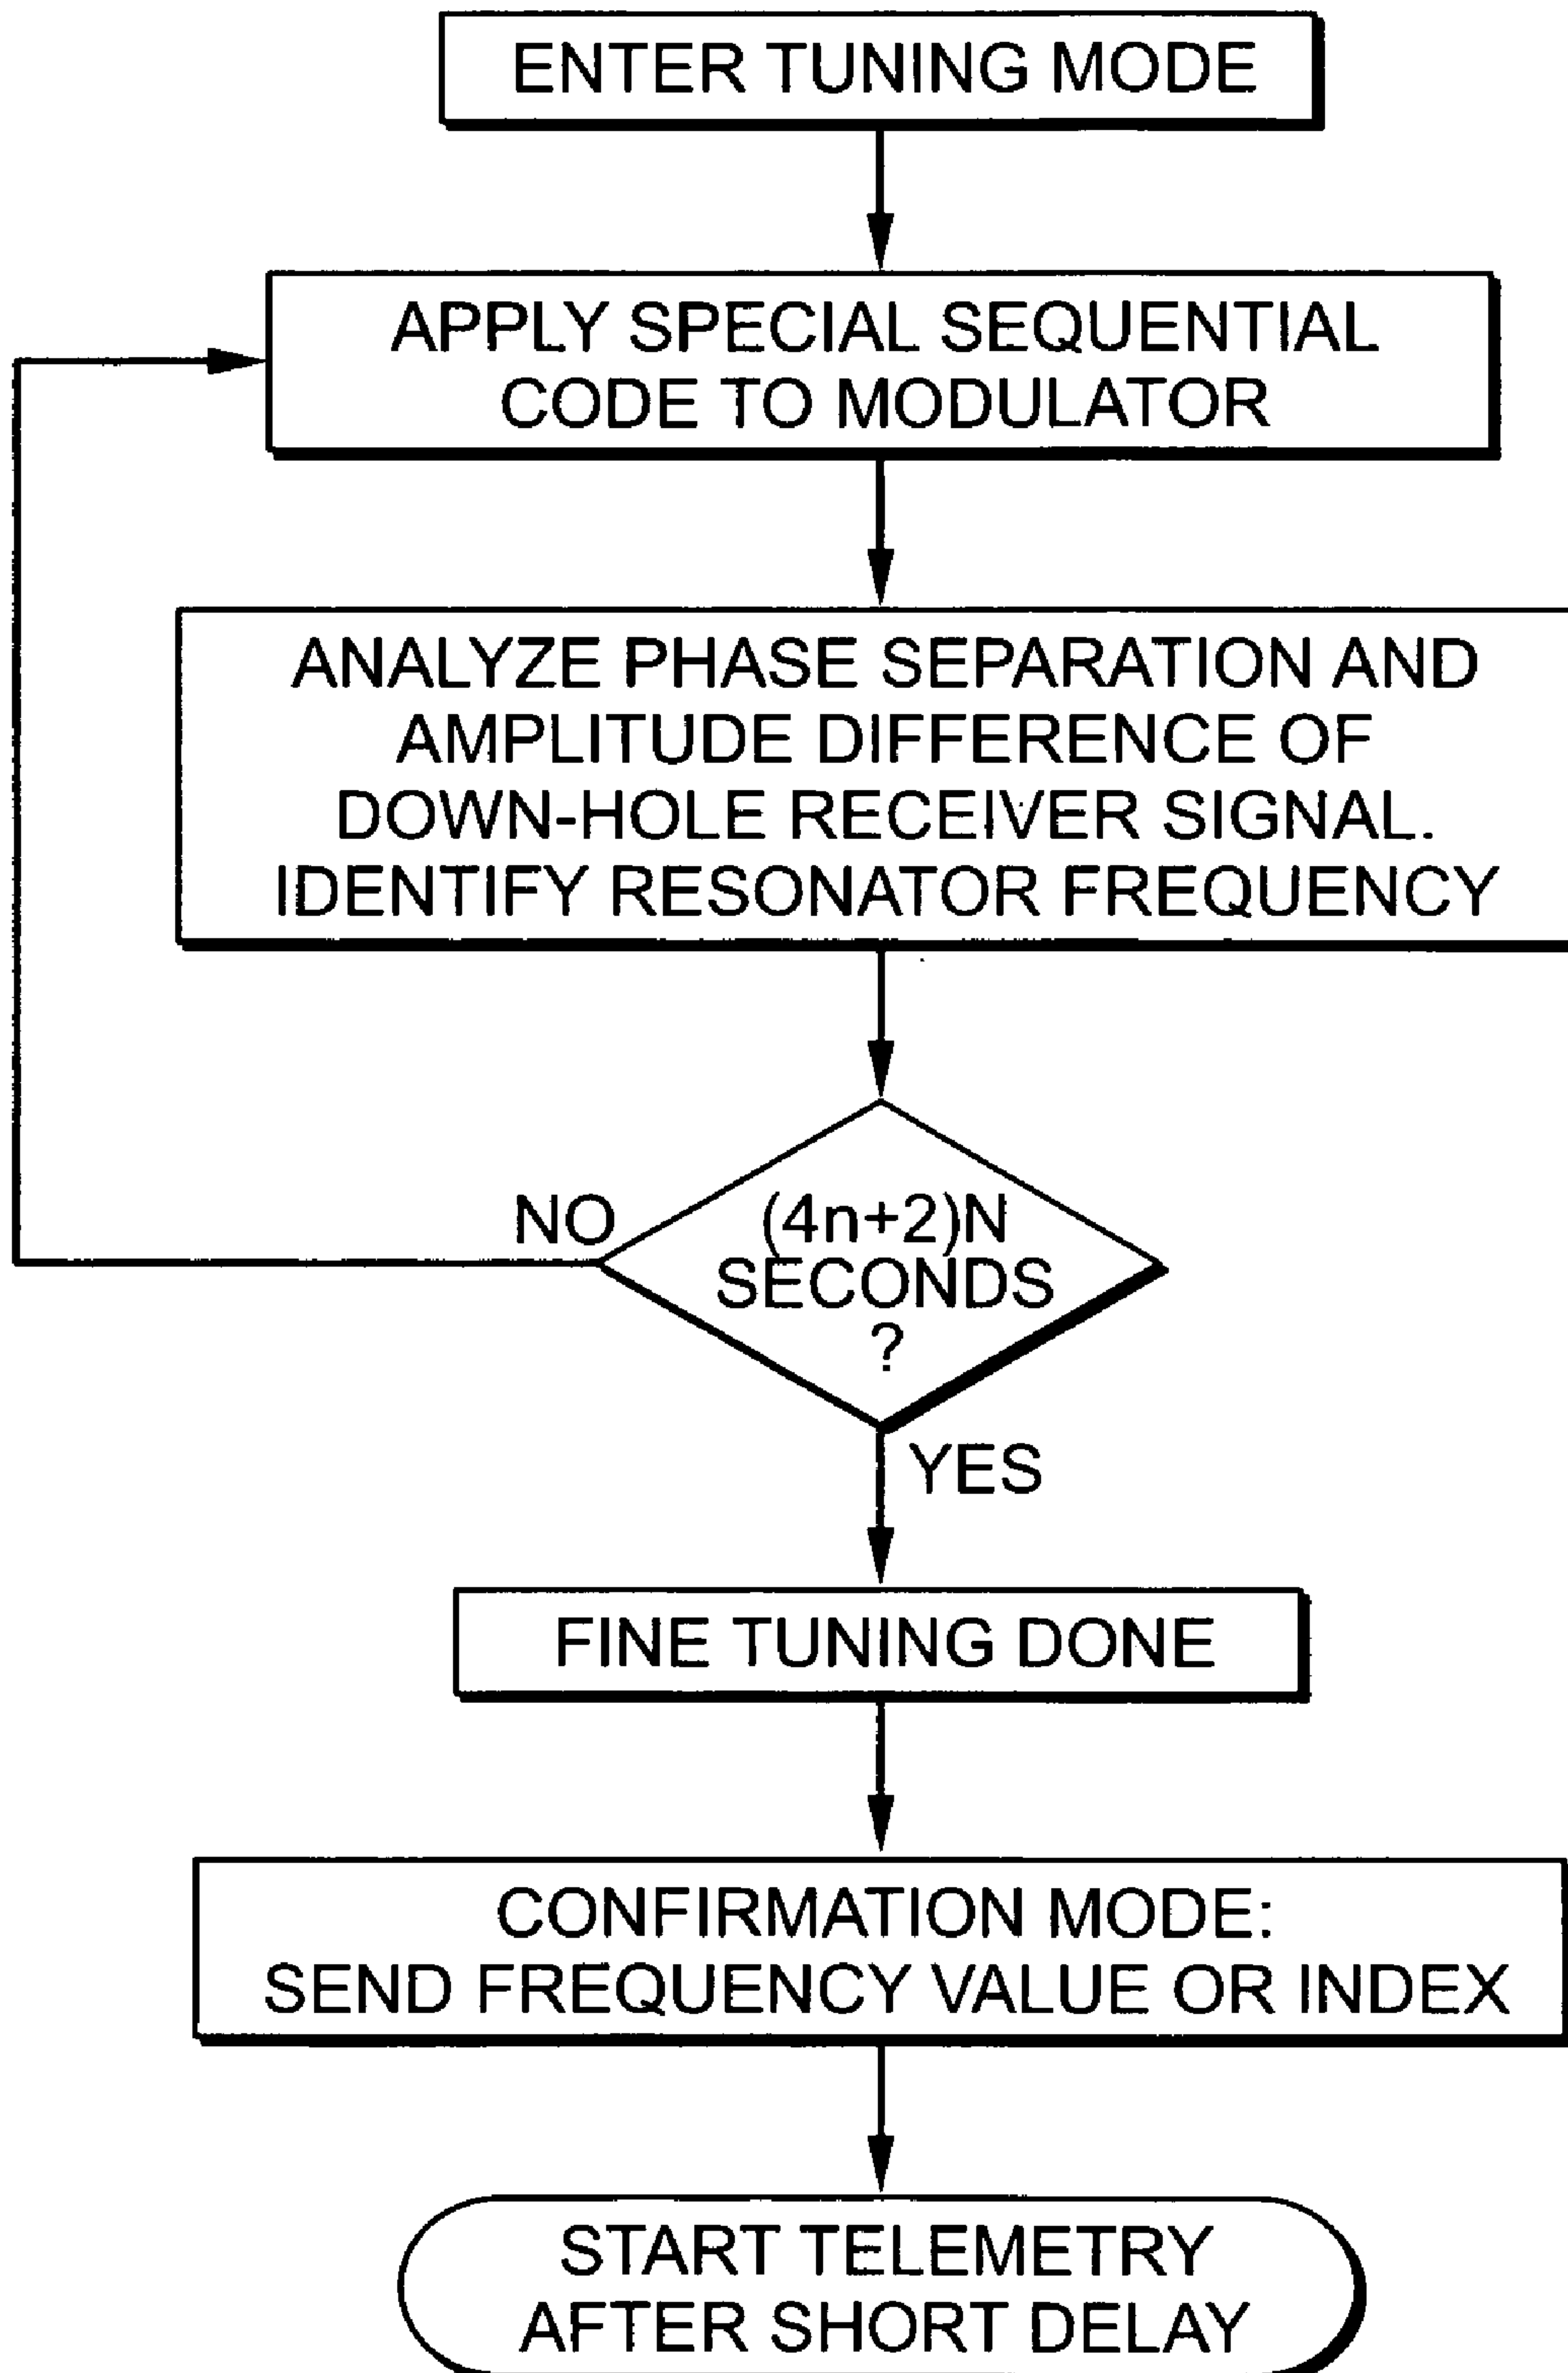 ENTER TUNING MODE
APPLY SPECIAL SEQUENTIAL
CODE TO MODULATOR
ANALYZE PHASE SEPARATION AND
AMPLITUDE DIFFERENCE OF
DOWN-HOLE RECEIVER SIGNAL.
IDENTIFY RESONATOR FREQUENCY
NO
(4n+2)N
SECONDS
?
YES
FINE TUNING DONE
CONFIRMATION MODE:
SEND FREQUENCY VALUE OR INDEX
START TELEMETRY
AFTER SHORT DELAY